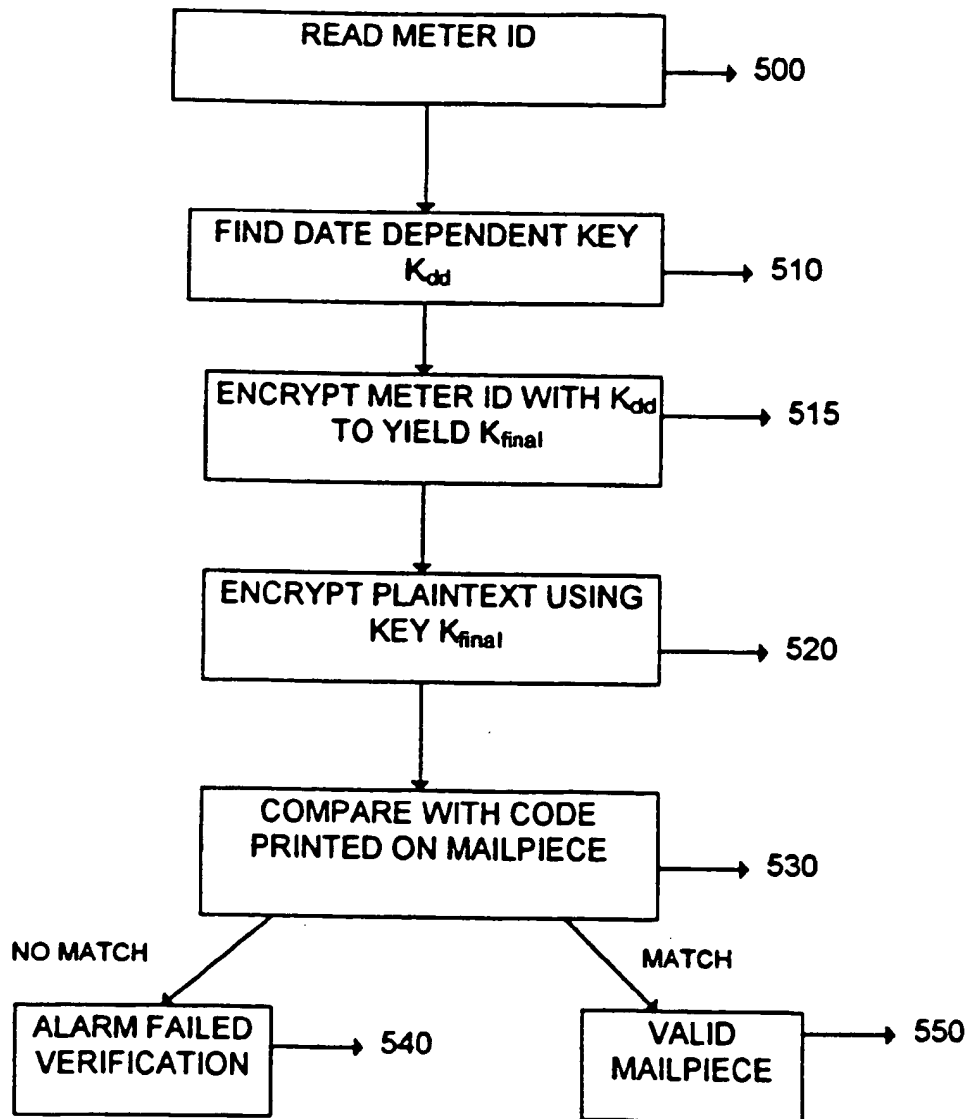 READ METER ID
500
FIND DATE DEPENDENT KEY
Kdd
510
ENCRYPT METER ID WITH Kdd
TO YIELD Kfinal
515
ENCRYPT PLAINTEXT USING
KEY Kfinal
520
COMPARE WITH CODE
PRINTED ON MAILPIECE
530
NO MATCH
MATCH
ALARM FAILED
VERIFICATION
540
VALID
MAILPIECE
550